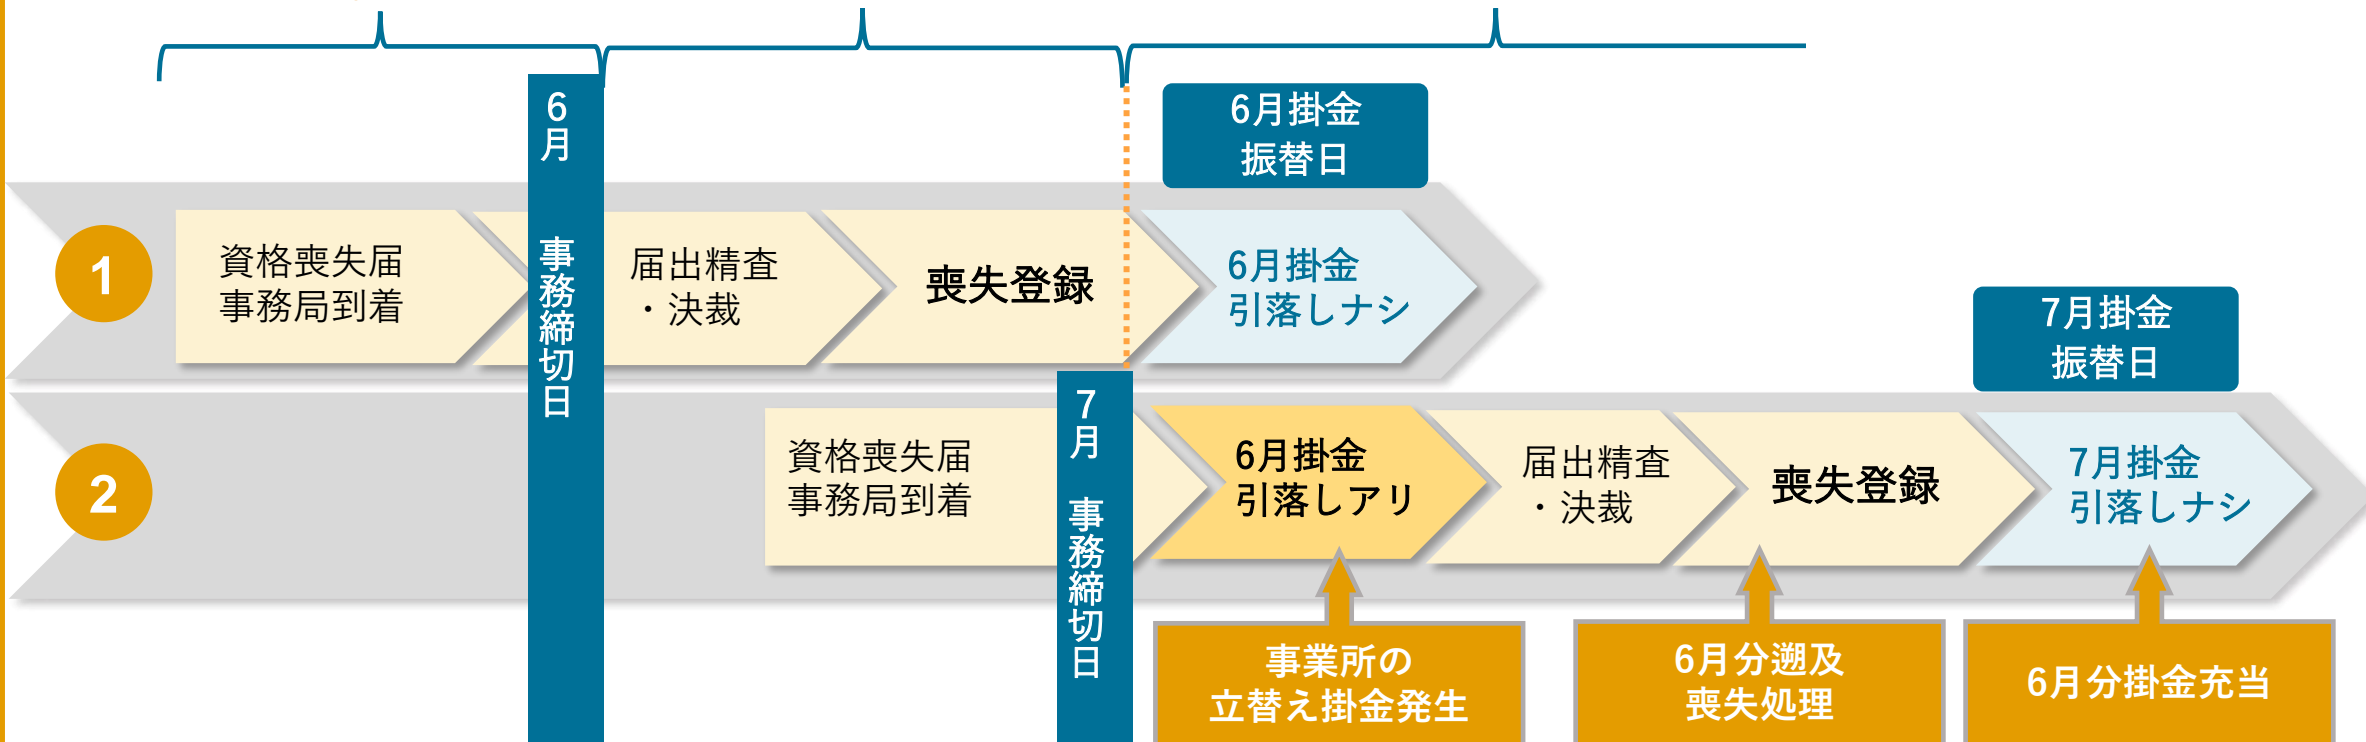 6月 事務締切日
6月掛金
振替日
1
資格喪失届
事務局到着
届出精査
・決裁
喪失登録
6月掛金
引落しナシ
7月掛金
振替日
7月 事務締切日
2
資格喪失届
事務局到着
6月掛金
引落しアリ
届出精査
・決裁
喪失登録
7月掛金
引落しナシ
事業所の
立替え掛金発生
6月分遡及
喪失処理
6月分掛金充当